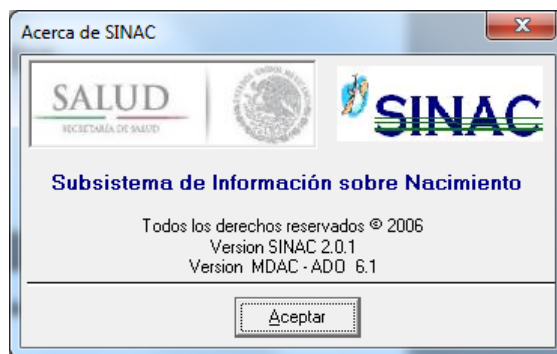 Acerca de SINAC
SALUD
SECRETARÍA DE SALUD
SINAC
Subsistema de Información sobre Nacimiento
Todos los derechos reservados © 2006
Version SINAC 2.0.1
Version MDAC - ADO 6.1
Aceptar